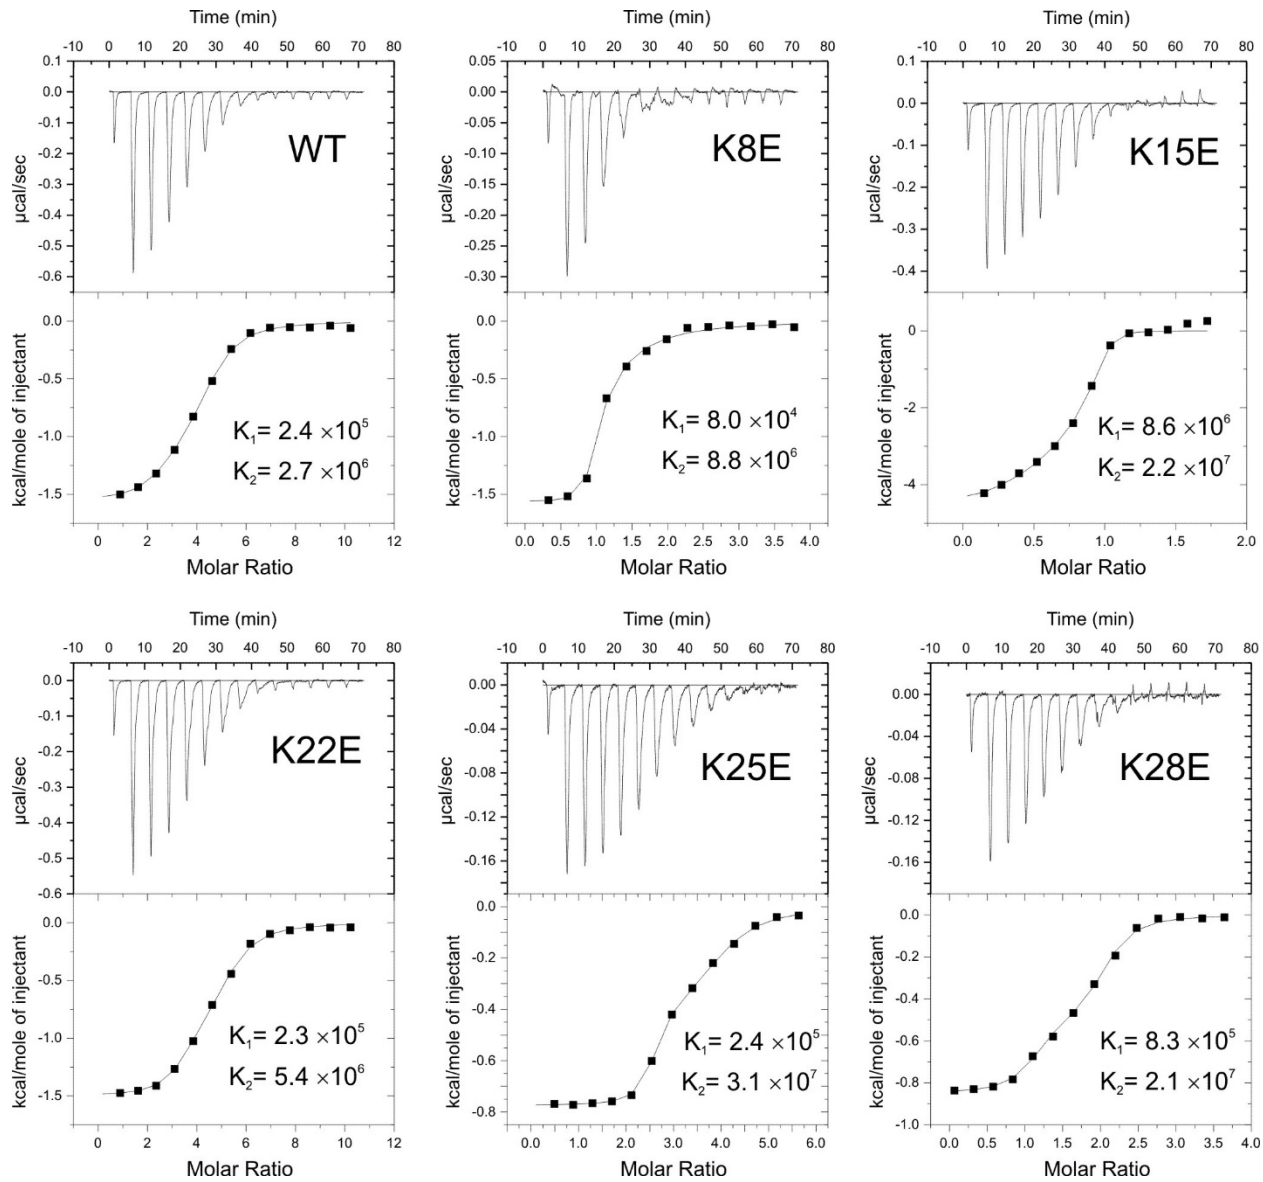 Time (min)
-10 0 10 20 30 40 50 60 70 80
0.1
0.0
-0.1
-0.2
-0.3
-0.4
-0.5
-0.6
µcal/sec
WT
0.0
-0.5
-1.0
-1.5
kcal/mole of injectant
K1= 2.4 ×10^5
K2= 2.7 ×10^6
0 2 4 6 8 10 12
Molar Ratio
Time (min)
-10 0 10 20 30 40 50 60 70 80
0.05
0.00
-0.05
-0.10
-0.15
-0.20
-0.25
-0.30
µcal/sec
K8E
0.0
-0.5
-1.0
-1.5
kcal/mole of injectant
K1= 8.0 ×10^4
K2= 8.8 ×10^6
0.0 0.5 1.0 1.5 2.0 2.5 3.0 3.5 4.0
Molar Ratio
Time (min)
-10 0 10 20 30 40 50 60 70 80
0.1
0.0
-0.1
-0.2
-0.3
-0.4
µcal/sec
K15E
0
-2
-4
kcal/mole of injectant
K1= 8.6 ×10^6
K2= 2.2 ×10^7
0.0 0.5 1.0 1.5 2.0
Molar Ratio
Time (min)
-10 0 10 20 30 40 50 60 70 80
0.0
-0.1
-0.2
-0.3
-0.4
-0.5
-0.6
µcal/sec
K22E
0.0
-0.5
-1.0
-1.5
kcal/mole of injectant
K1= 2.3 ×10^5
K2= 5.4 ×10^6
0 2 4 6 8 10 12
Molar Ratio
Time (min)
-10 0 10 20 30 40 50 60 70 80
0.00
-0.04
-0.08
-0.12
-0.16
µcal/sec
K25E
0.0
-0.2
-0.4
-0.6
-0.8
kcal/mole of injectant
K1= 2.4 ×10^5
K2= 3.1 ×10^7
0.0 1.0 2.0 3.0 4.0 5.0 6.0
Molar Ratio
Time (min)
-10 0 10 20 30 40 50 60 70 80
0.00
-0.04
-0.08
-0.12
-0.16
µcal/sec
K28E
0.0
-0.2
-0.4
-0.6
-0.8
-1.0
kcal/mole of injectant
K1= 8.3 ×10^5
K2= 2.1 ×10^7
0.0 0.5 1.0 1.5 2.0 2.5 3.0 3.5 4.0
Molar Ratio